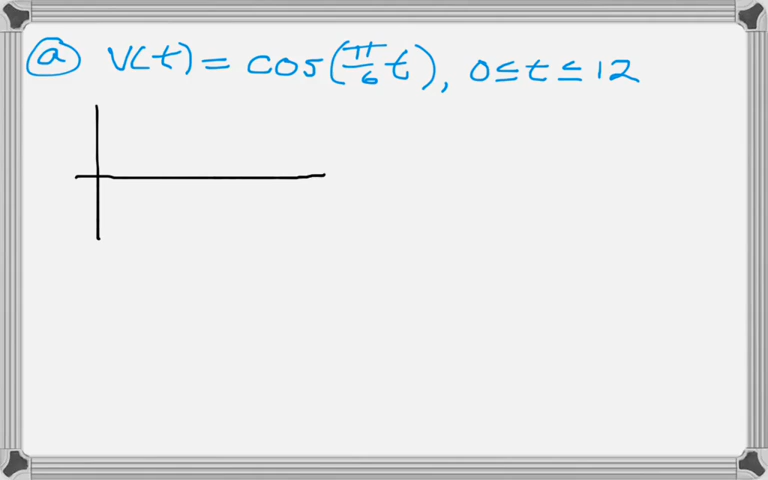 (a) v(t) = cos(π/6 t), 0 ≤ t ≤ 12